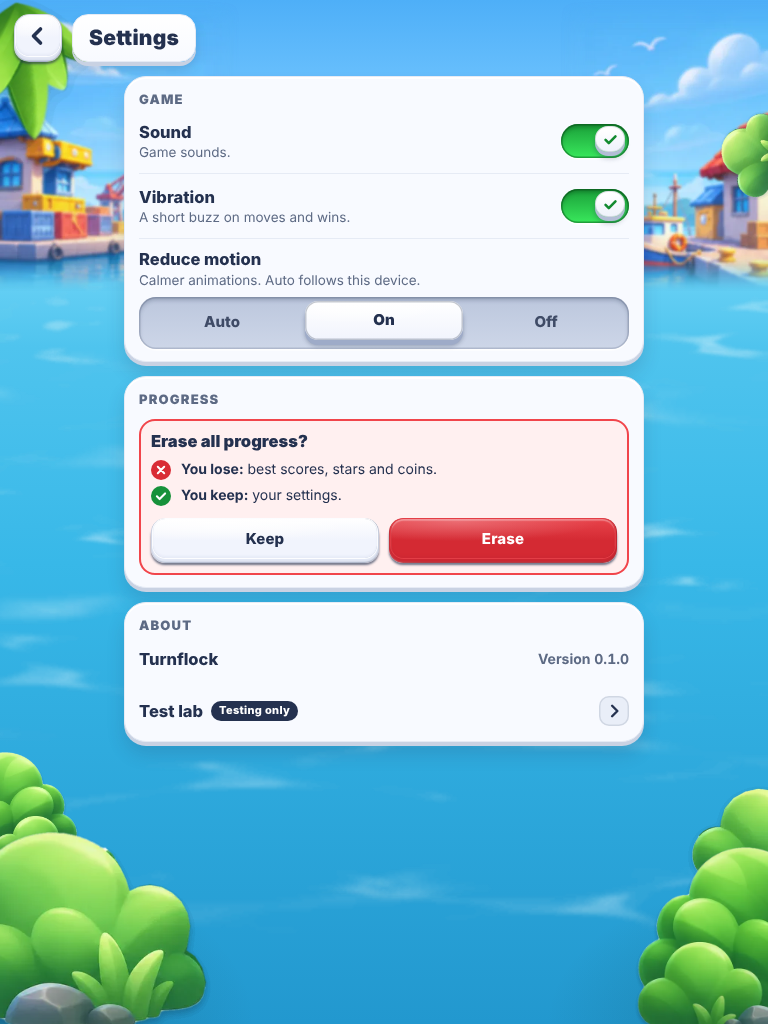 Settings
GAME
Sound
Game sounds.
Vibration
A short buzz on moves and wins.
Reduce motion
Calmer animations. Auto follows this device.
Auto On Off
PROGRESS
Erase all progress?
You lose: best scores, stars and coins.
You keep: your settings.
Keep Erase
ABOUT
Turnflock Version 0.1.0
Test lab Testing only